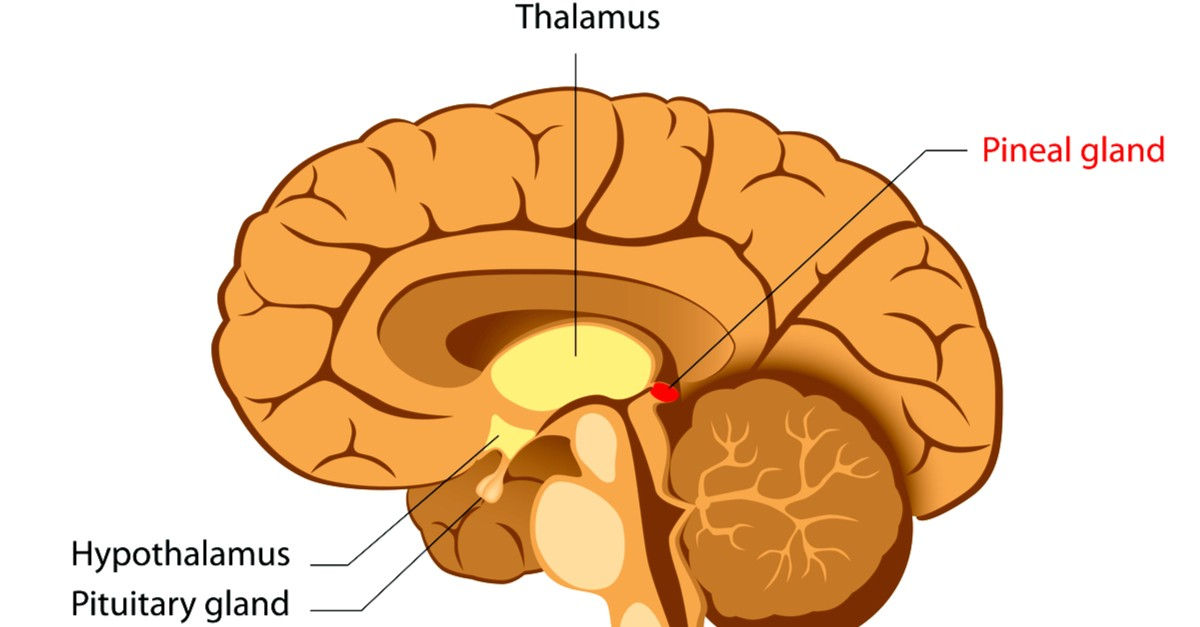 Thalamus
Pineal gland
Hypothalamus
Pituitary gland